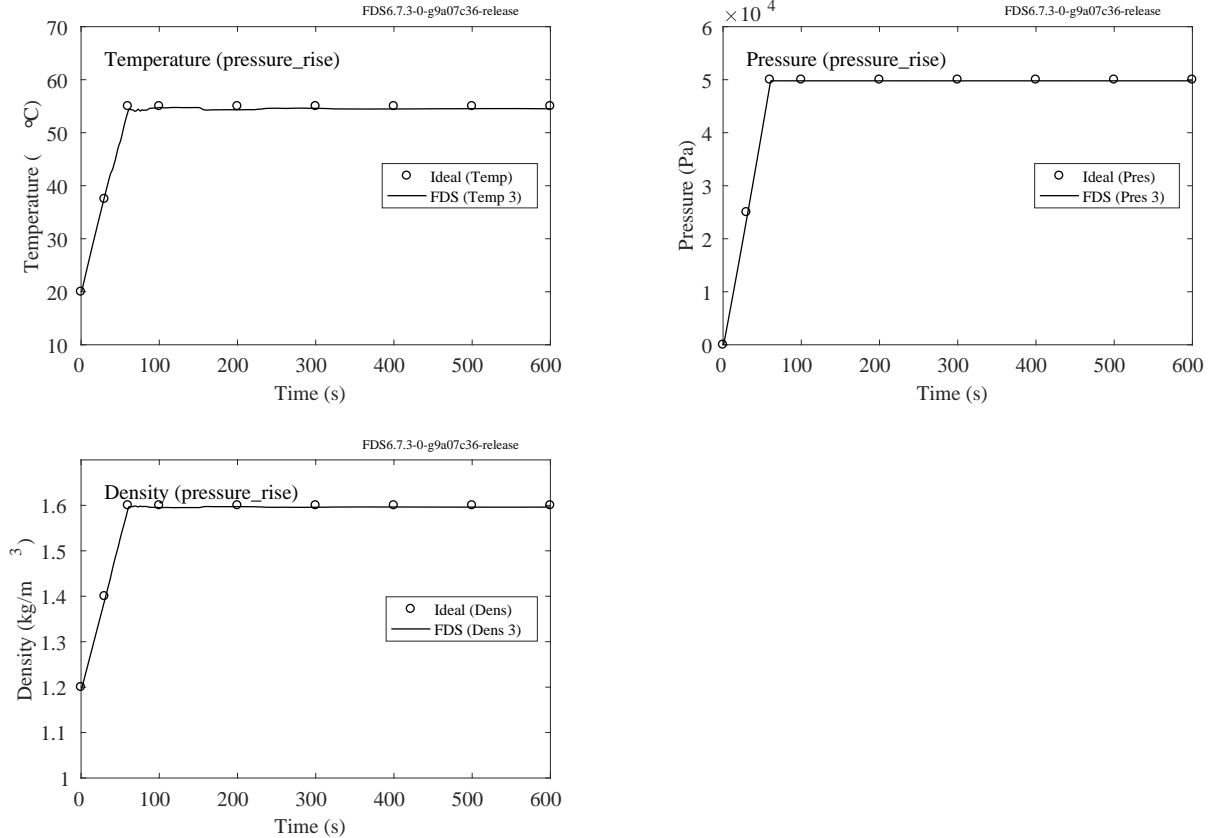 FDS6.7.3-0-g9a07c36-release
Temperature (pressure_rise)
70
60
50
40
30
20
10
Temperature ( °C)
Ideal (Temp)
FDS (Temp 3)
0 100 200 300 400 500 600
Time (s)
× 10 4
FDS6.7.3-0-g9a07c36-release
Pressure (pressure_rise)
6
5
4
3
2
1
0
Pressure (Pa)
Ideal (Pres)
FDS (Pres 3)
0 100 200 300 400 500 600
Time (s)
FDS6.7.3-0-g9a07c36-release
Density (pressure_rise)
1.6
1.5
1.4
1.3
1.2
1.1
1
Density (kg/m 3)
Ideal (Dens)
FDS (Dens 3)
0 100 200 300 400 500 600
Time (s)